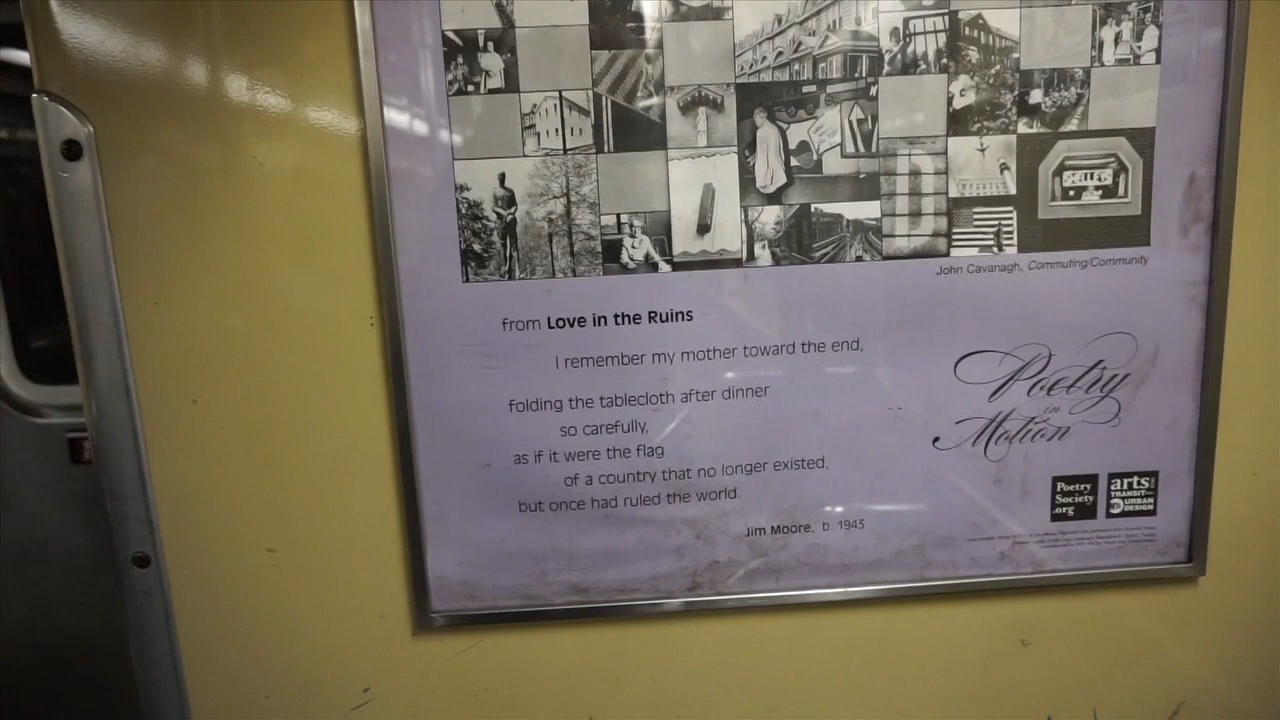 SHELLEY'S
John Cavanagh, Commuting/Community
from Love in the Ruins
I remember my mother toward the end,
folding the tablecloth after dinner
so carefully,
as if it were the flag
of a country that no longer existed,
but once had ruled the world.
Jim Moore, b. 1943
Poetry
in
Motion
Poetry
Society
.org
arts
TRANSIT
URBAN
DESIGN